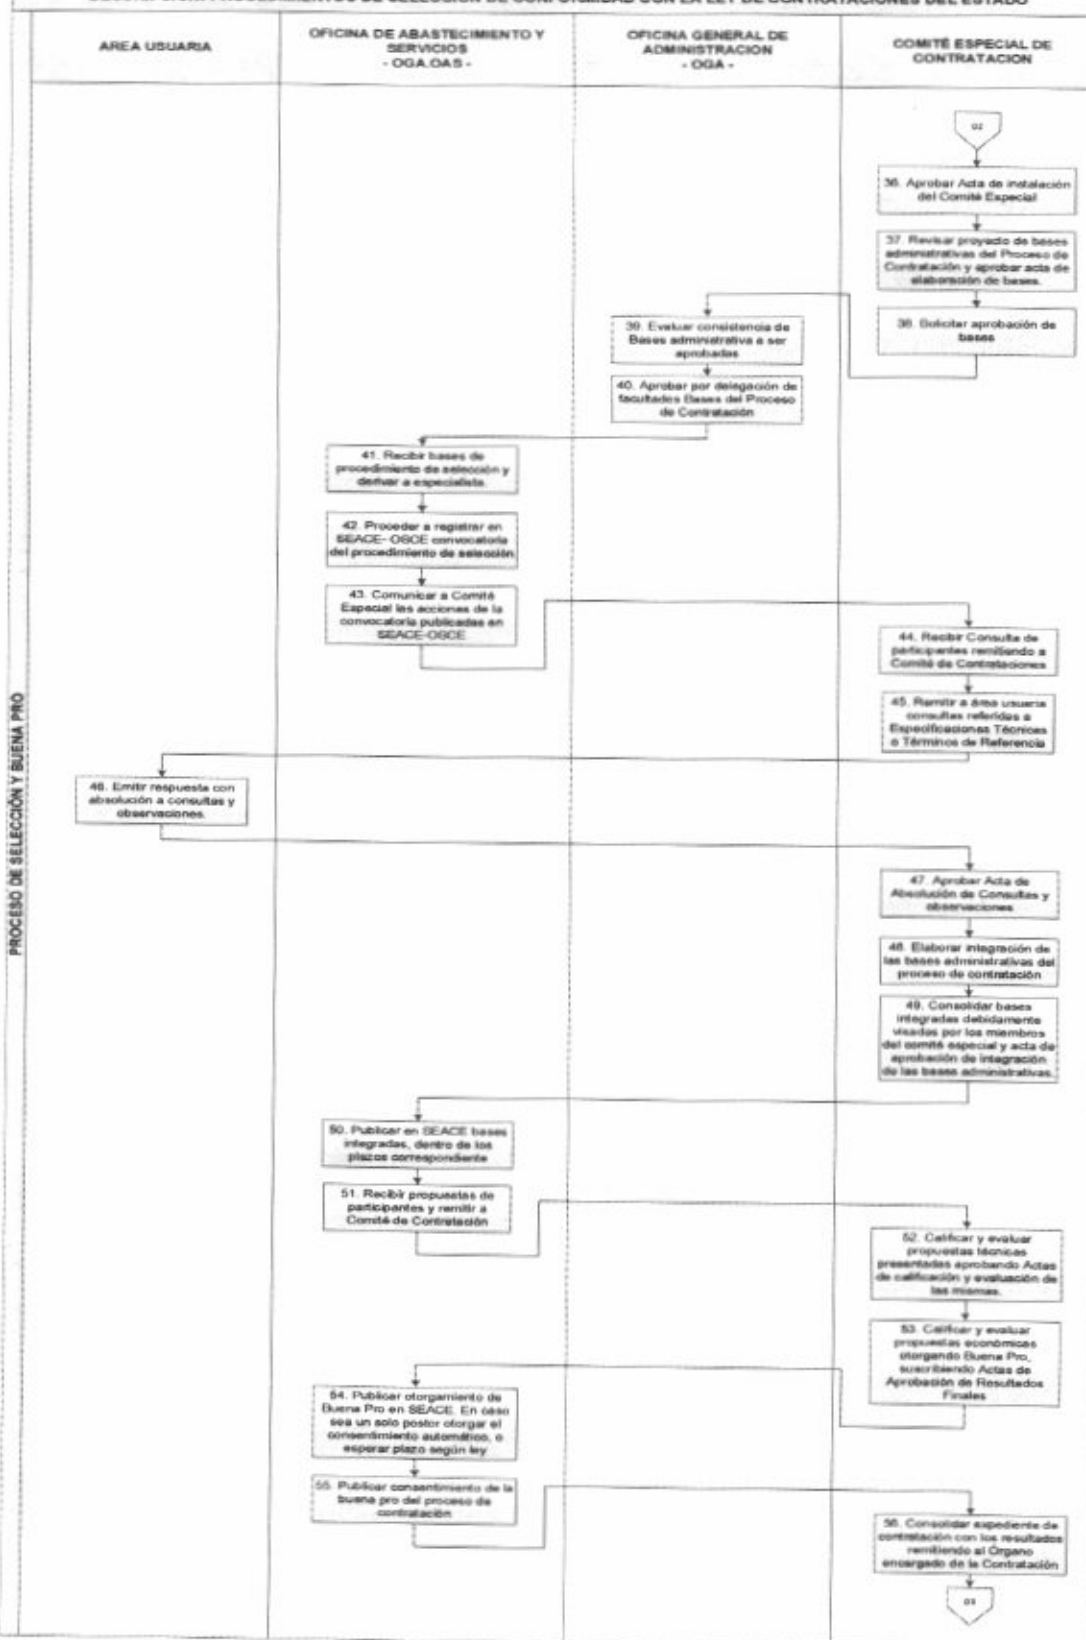 PROCEDIMIENTOS DE SELECCIÓN DE CONFORMIDAD CON LA LEY DE CONTRATACIONES DEL ESTADO
AREA USUARIA
OFICINA DE ABASTECIMIENTO Y
SERVICIOS
- OGA.OAS -
OFICINA GENERAL DE
ADMINISTRACION
- OGA -
COMITÉ ESPECIAL DE
CONTRATACION
PROCESO DE SELECCIÓN Y BUENA PRO
02
36. Aprobar Acta de instalación
del Comité Especial
37. Revisar proyecto de bases
administrativas del Proceso de
Contratación y aprobar acta de
elaboración de bases.
38. Solicitar aprobación de
bases
39. Evaluar consistencia de
Bases administrativa a ser
aprobadas
40. Aprobar por delegación de
facultades Bases del Proceso
de Contratación
41. Recibir bases de
procedimiento de selección y
derivar a especialista.
42. Proceder a registrar en
SEACE- OSCE convocatoria
del procedimiento de selección
43. Comunicar a Comité
Especial las acciones de la
convocatoria publicadas en
SEACE-OSCE
44. Recibir Consulta de
participantes remitiendo a
Comité de Contrataciones
45. Remitir a área usuaria
consultas referidas a
Especificaciones Técnicas
o Términos de Referencia
46. Emitir respuesta con
absolución a consultas y
observaciones.
47. Aprobar Acta de
Absolución de Consultas y
observaciones
48. Elaborar integración de
las bases administrativas del
proceso de contratación
49. Consolidar bases
integradas debidamente
visadas por los miembros
del comité especial y acta de
aprobación de integración
de las bases administrativas.
50. Publicar en SEACE bases
integradas, dentro de los
plazos correspondiente
51. Recibir propuestas de
participantes y remitir a
Comité de Contratación
52. Calificar y evaluar
propuestas técnicas
presentadas aprobando Actas
de calificación y evaluación de
las mismas.
53. Calificar y evaluar
propuestas económicas
otorgando Buena Pro,
suscribiendo Actas de
Aprobación de Resultados
Finales
54. Publicar otorgamiento de
Buena Pro en SEACE. En caso
sea un solo postor otorgar el
consentimiento automático, o
esperar plazo según ley
55. Publicar consentimiento de la
buena pro del proceso de
contratación
56. Consolidar expediente de
contratación con los resultados
remitiendo al Órgano
encargado de la Contratación
03